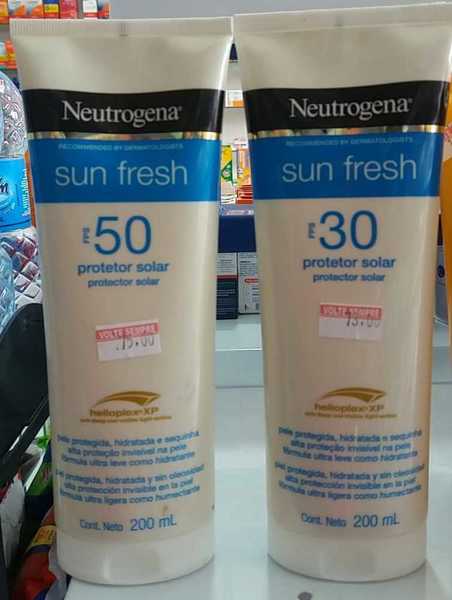 Neutrogena®
RECOMMENDED BY DERMATOLOGISTS
sun fresh
FPS 50
protetor solar
protector solar
VOLTE SEMPRE
helioplex® XP
pele protegida, hidratada e sequinha
alta proteção invisível na pele
fórmula ultra leve como hidratante
piel protegida, hidratada y sin oleosidad
alta protección invisible en la piel
fórmula ultra ligera como humectante
Cont. Neto 200 mL
Neutrogena®
RECOMMENDED BY DERMATOLOGISTS
sun fresh
FPS 30
protetor solar
protector solar
VOLTE SEMPRE
helioplex® XP
pele protegida, hidratada e sequinha
alta proteção invisível na pele
fórmula ultra leve como hidratante
piel protegida, hidratada y sin oleosidad
alta protección invisible en la piel
fórmula ultra ligera como humectante
Cont. Neto 200 mL